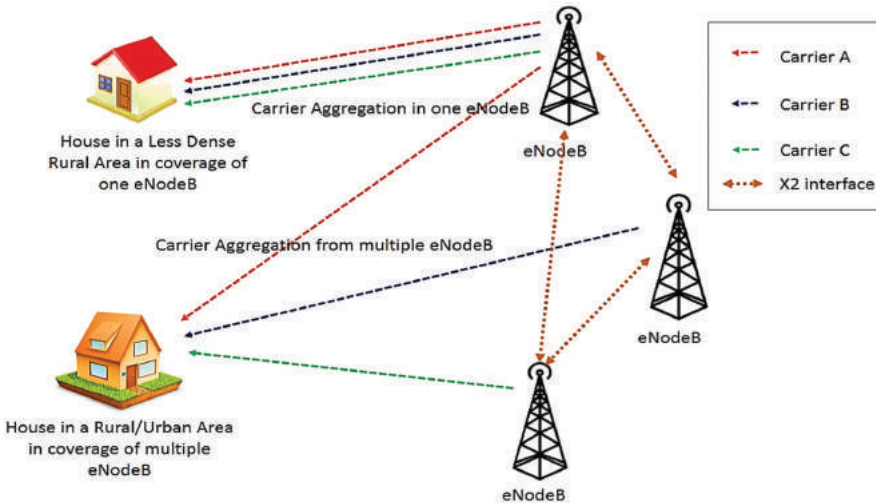 Carrier A
Carrier B
Carrier C
X2 interface
Carrier Aggregation in one eNodeB
eNodeB
House in a Less Dense
Rural Area in coverage of
one eNodeB
Carrier Aggregation from multiple eNodeB
eNodeB
House in a Rural/Urban Area
in coverage of multiple
eNodeB
eNodeB